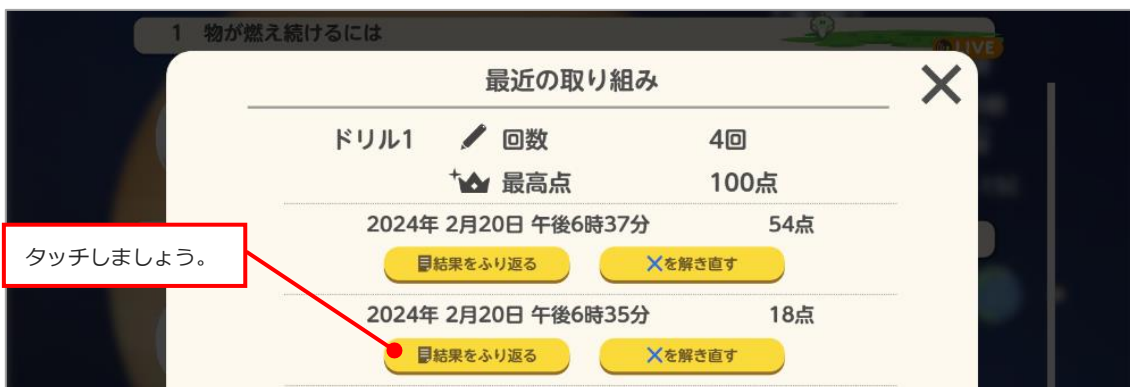 1 物が燃え続けるには
LIVE
最近の取り組み
ドリル1 回数 4回
最高点 100点
2024年 2月20日 午後6時37分 54点
タッチしましょう。
結果をふり返る ✕を解き直す
2024年 2月20日 午後6時35分 18点
結果をふり返る ✕を解き直す